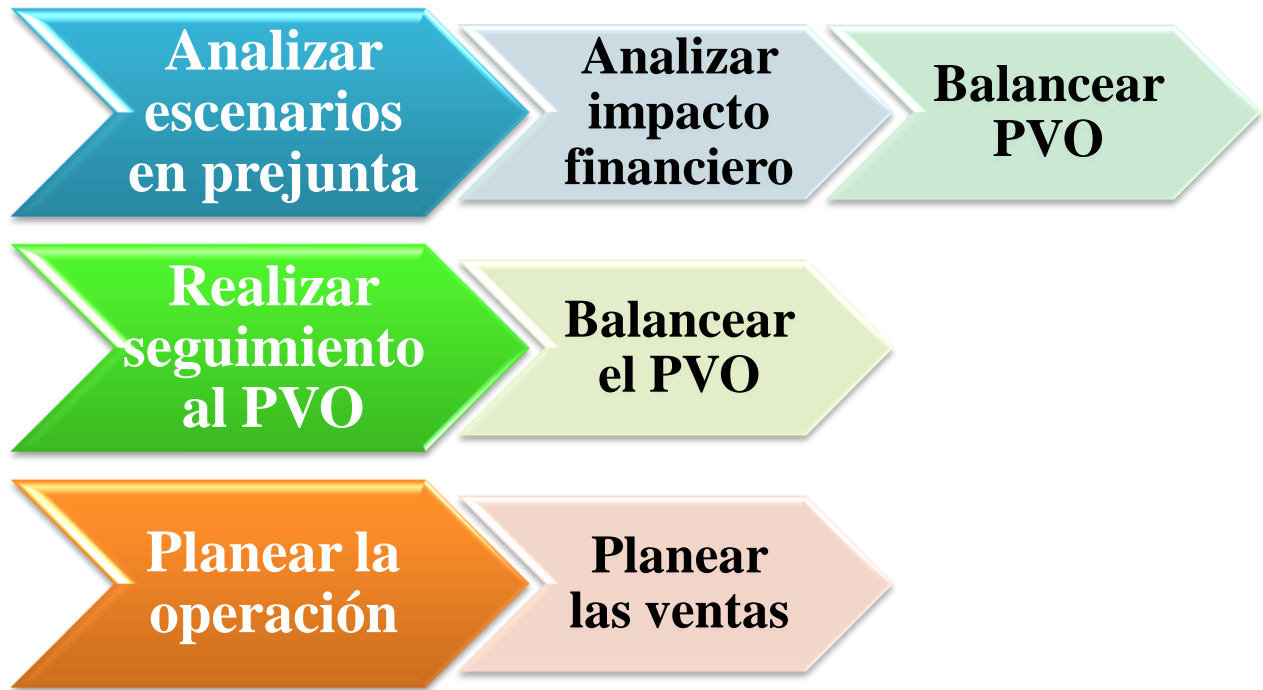 Analizar
escenarios
en prejunta
Analizar
impacto
financiero
Balancear
PVO
Realizar
seguimiento
al PVO
Balancear
el PVO
Planear la
operación
Planear
las ventas